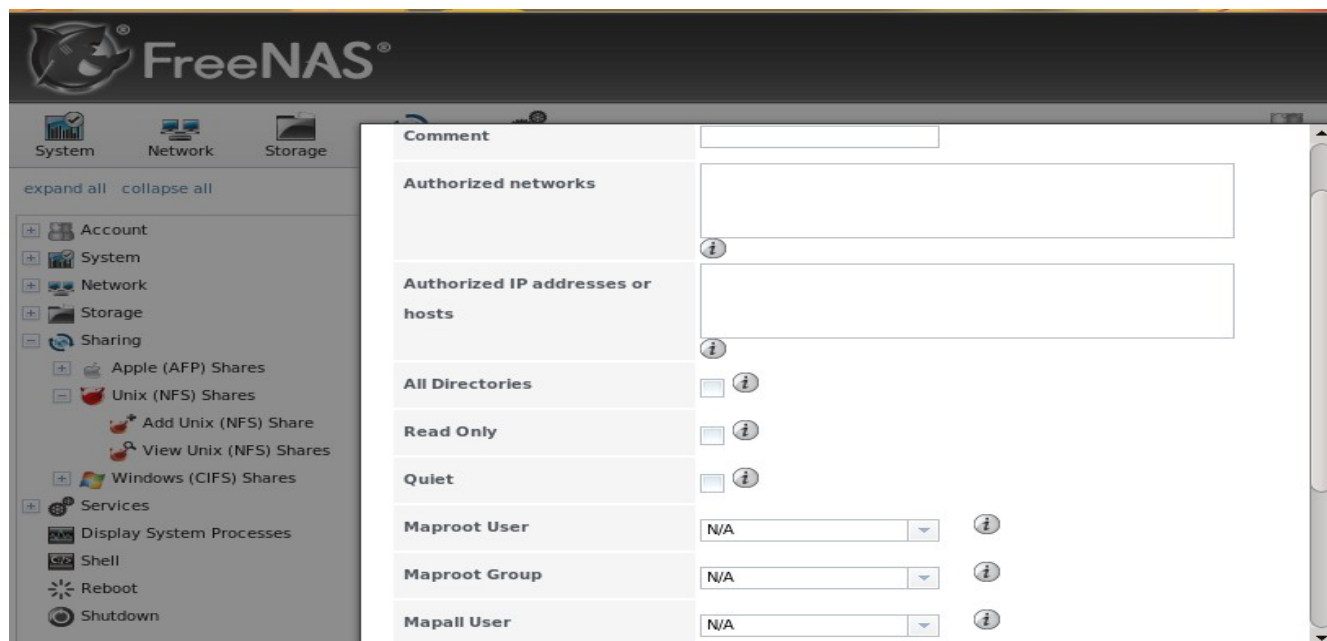 FreeNAS®
System
Network
Storage
expand all collapse all
Account
System
Network
Storage
Sharing
Apple (AFP) Shares
Unix (NFS) Shares
Add Unix (NFS) Share
View Unix (NFS) Shares
Windows (CIFS) Shares
Services
Display System Processes
Shell
Reboot
Shutdown
Comment
Authorized networks
Authorized IP addresses or
hosts
All Directories
Read Only
Quiet
Maproot User N/A
Maproot Group N/A
Mapall User N/A